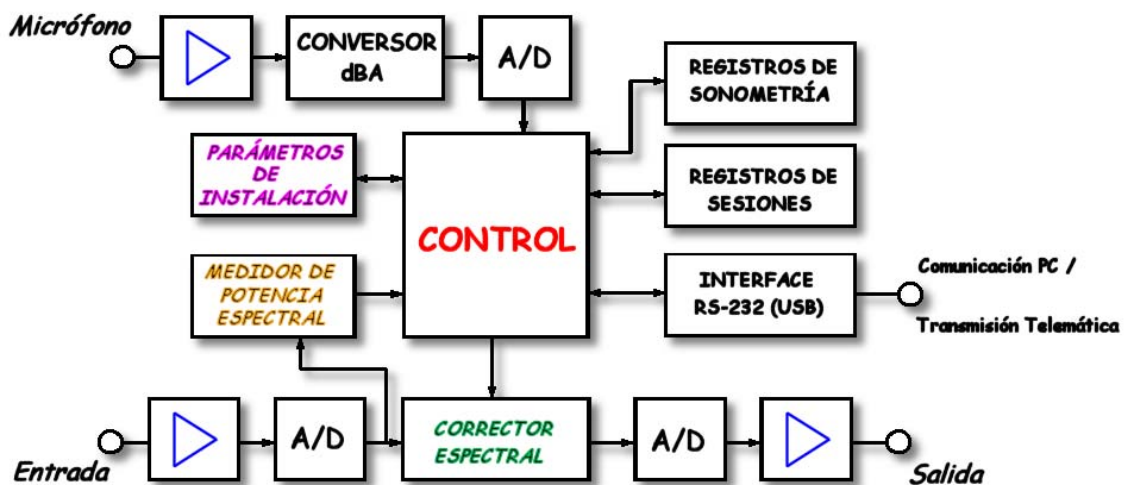 Micrófono
CONVERSOR
dBA
A/D
REGISTROS DE
SONOMETRÍA
PARÁMETROS
DE
INSTALACIÓN
CONTROL
REGISTROS DE
SESIONES
MEDIDOR DE
POTENCIA
ESPECTRAL
INTERFACE
RS-232 (USB)
Comunicación PC /
Transmisión Telemática
Entrada
A/D
CORRECTOR
ESPECTRAL
A/D
Salida